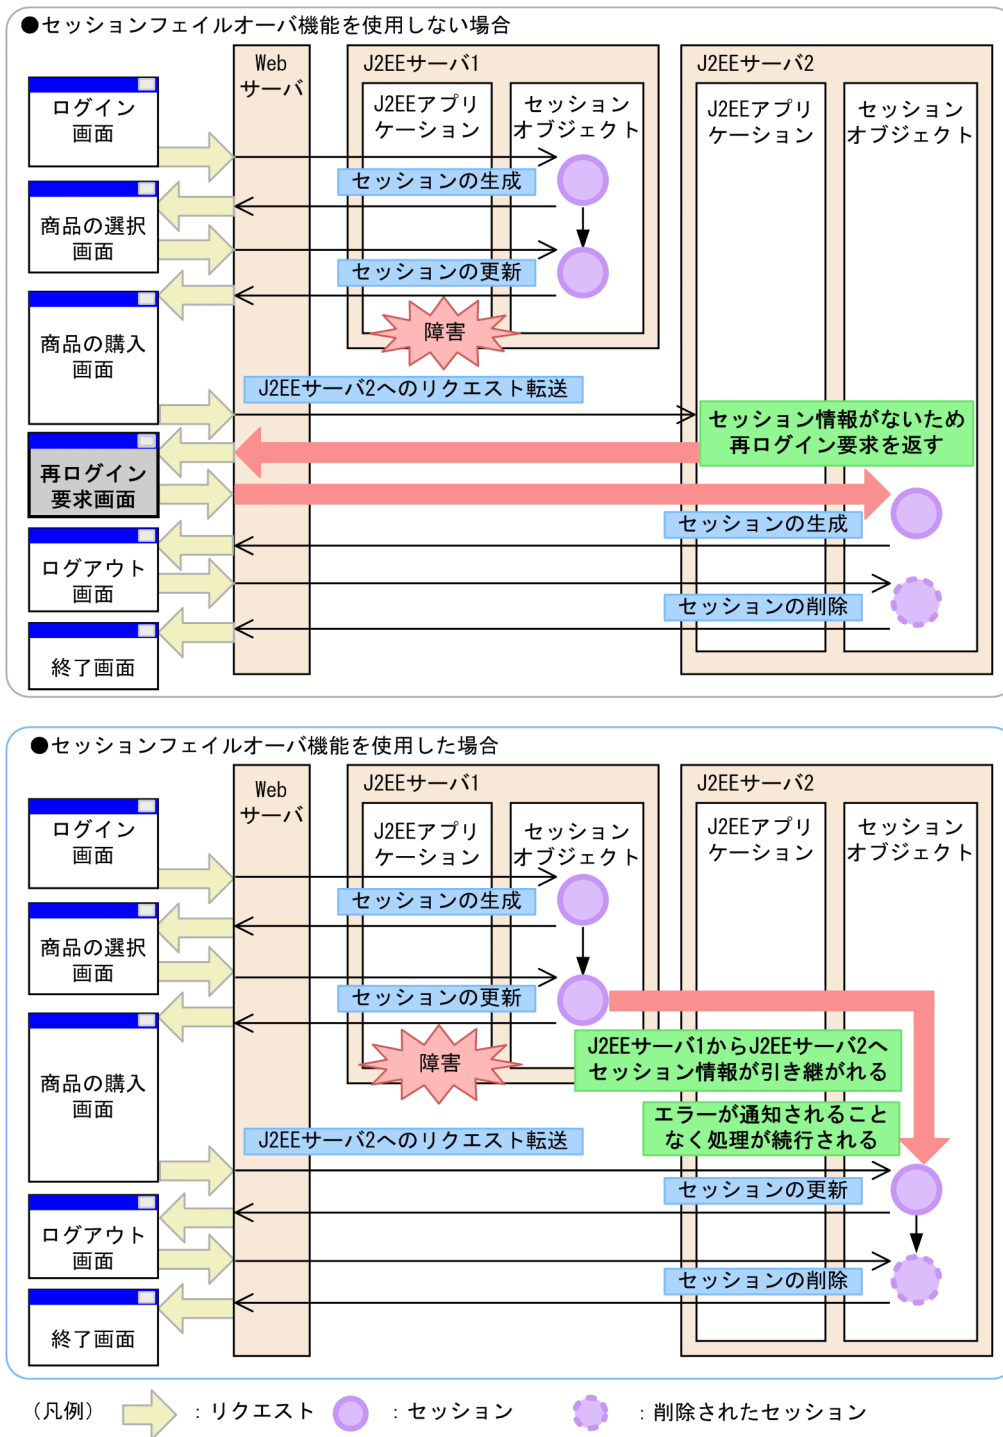 ●セッションフェイルオーバ機能を使用しない場合
Web
サーバ
J2EEサーバ1
J2EEサーバ2
J2EEアプリ
ケーション
セッション
オブジェクト
J2EEアプリ
ケーション
セッション
オブジェクト
ログイン
画面
セッションの生成
商品の選択
画面
セッションの更新
障害
商品の購入
画面
J2EEサーバ2へのリクエスト転送
セッション情報がないため
再ログイン要求を返す
再ログイン
要求画面
セッションの生成
ログアウト
画面
セッションの削除
終了画面
●セッションフェイルオーバ機能を使用した場合
Web
サーバ
J2EEサーバ1
J2EEサーバ2
J2EEアプリ
ケーション
セッション
オブジェクト
J2EEアプリ
ケーション
セッション
オブジェクト
ログイン
画面
セッションの生成
商品の選択
画面
セッションの更新
障害
J2EEサーバ1からJ2EEサーバ2へ
セッション情報が引き継がれる
商品の購入
画面
エラーが通知されること
なく処理が続行される
J2EEサーバ2へのリクエスト転送
セッションの更新
ログアウト
画面
セッションの削除
終了画面
（凡例）
：リクエスト
：セッション
：削除されたセッション